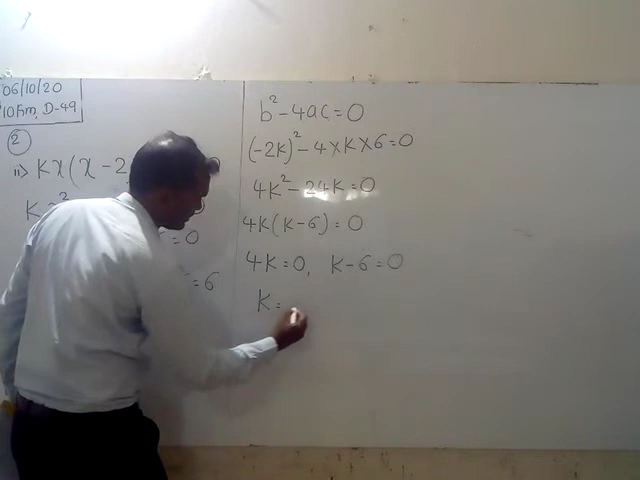 06/10/20
10Fm, D-49
2
ii) Kx(x-2
K
= 0
= 6
b² - 4ac = 0
(-2K)² - 4×K×6 = 0
4K² - 24K = 0
4K(K-6) = 0
4K = 0, K-6 = 0
K =